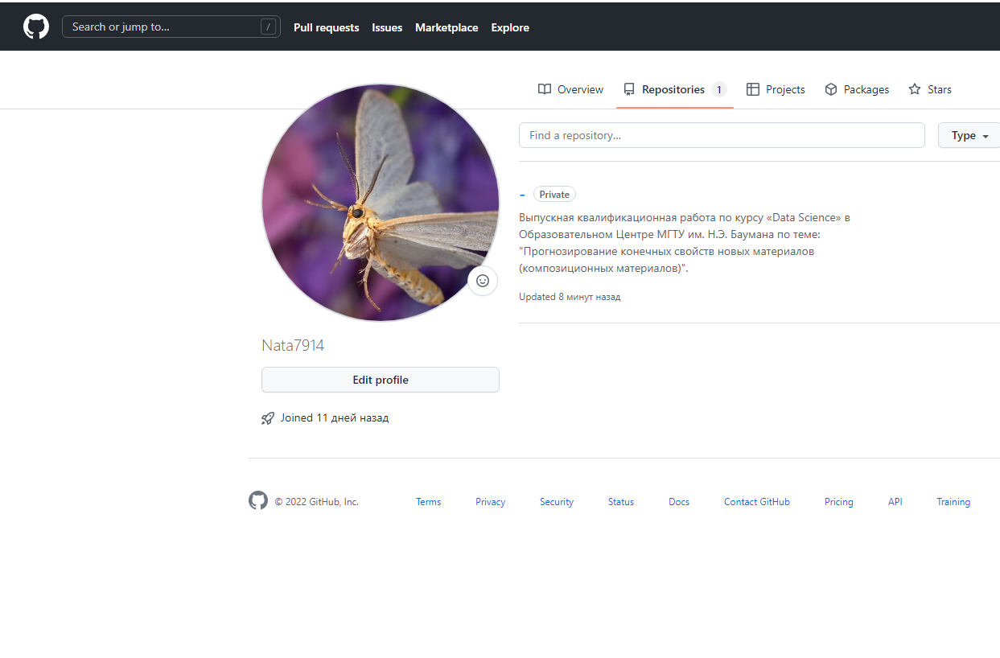 Search or jump to... /
Pull requests Issues Marketplace Explore
Overview Repositories 1 Projects Packages Stars
Find a repository...
Type
- Private
Выпускная квалификационная работа по курсу «Data Science» в
Образовательном Центре МГТУ им. Н.Э. Баумана по теме:
"Прогнозирование конечных свойств новых материалов
(композиционных материалов)".
Updated 8 минут назад
Nata7914
Edit profile
Joined 11 дней назад
© 2022 GitHub, Inc. Terms Privacy Security Status Docs Contact GitHub Pricing API Training